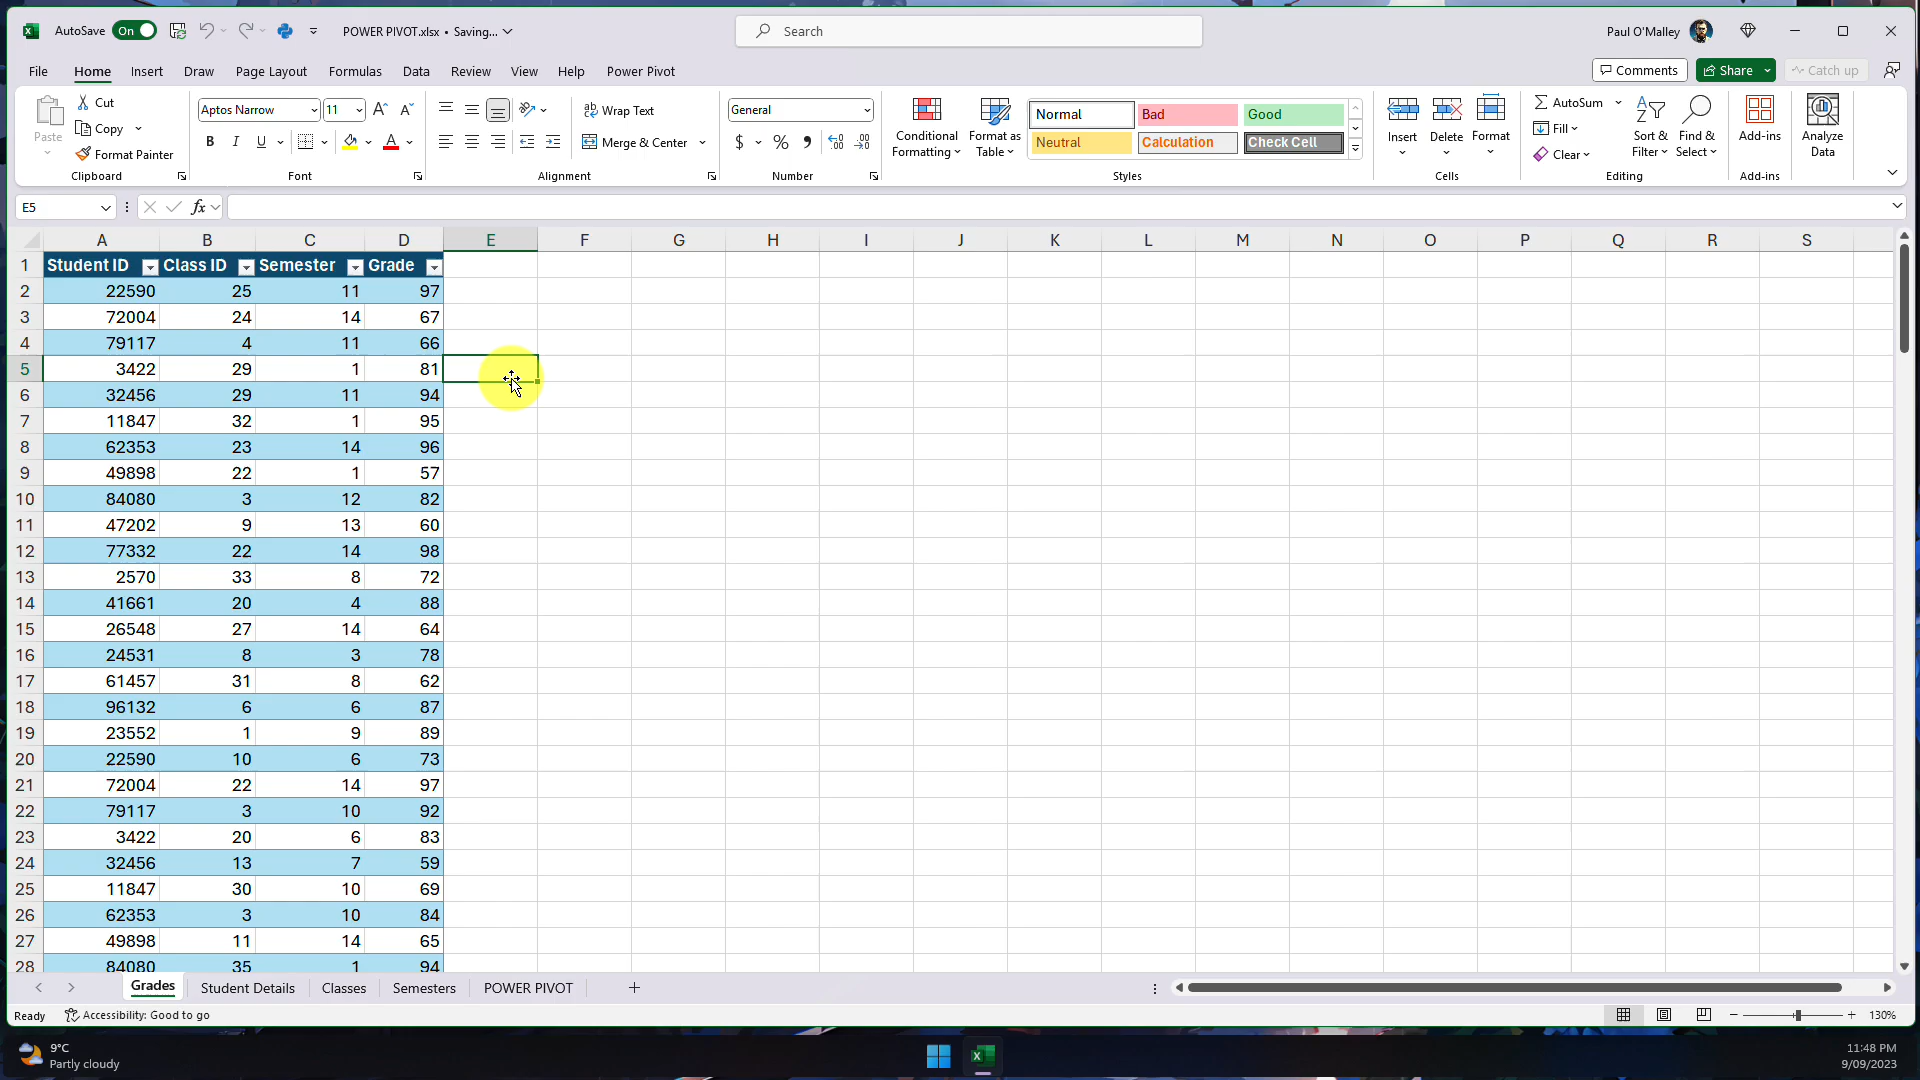 AutoSave On POWER PIVOT.xlsx • Saving... Search Paul O'Malley
File Home Insert Draw Page Layout Formulas Data Review View Help Power Pivot Comments Share Catch up
Paste Cut Copy Format Painter Clipboard
Aptos Narrow 11 B I U Font
Wrap Text Merge & Center Alignment
General $ % Number
Conditional Formatting Format as Table Normal Bad Good Neutral Calculation Check Cell Styles
Insert Delete Format Cells
AutoSum Fill Clear Sort & Filter Find & Select Editing
Add-ins Add-ins
Analyze Data
E5 fx
A B C D E F G H I J K L M N O P Q R S
1 Student ID Class ID Semester Grade
2 22590 25 11 97
3 72004 24 14 67
4 79117 4 11 66
5 3422 29 1 81
6 32456 29 11 94
7 11847 32 1 95
8 62353 23 14 96
9 49898 22 1 57
10 84080 3 12 82
11 47202 9 13 60
12 77332 22 14 98
13 2570 33 8 72
14 41661 20 4 88
15 26548 27 14 64
16 24531 8 3 78
17 61457 31 8 62
18 96132 6 6 87
19 23552 1 9 89
20 22590 10 6 73
21 72004 22 14 97
22 79117 3 10 92
23 3422 20 6 83
24 32456 13 7 59
25 11847 30 10 69
26 62353 3 10 84
27 49898 11 14 65
28 84080 35 1 94
Grades Student Details Classes Semesters POWER PIVOT
Ready Accessibility: Good to go 130%
9°C
Partly cloudy
11:48 PM
9/09/2023